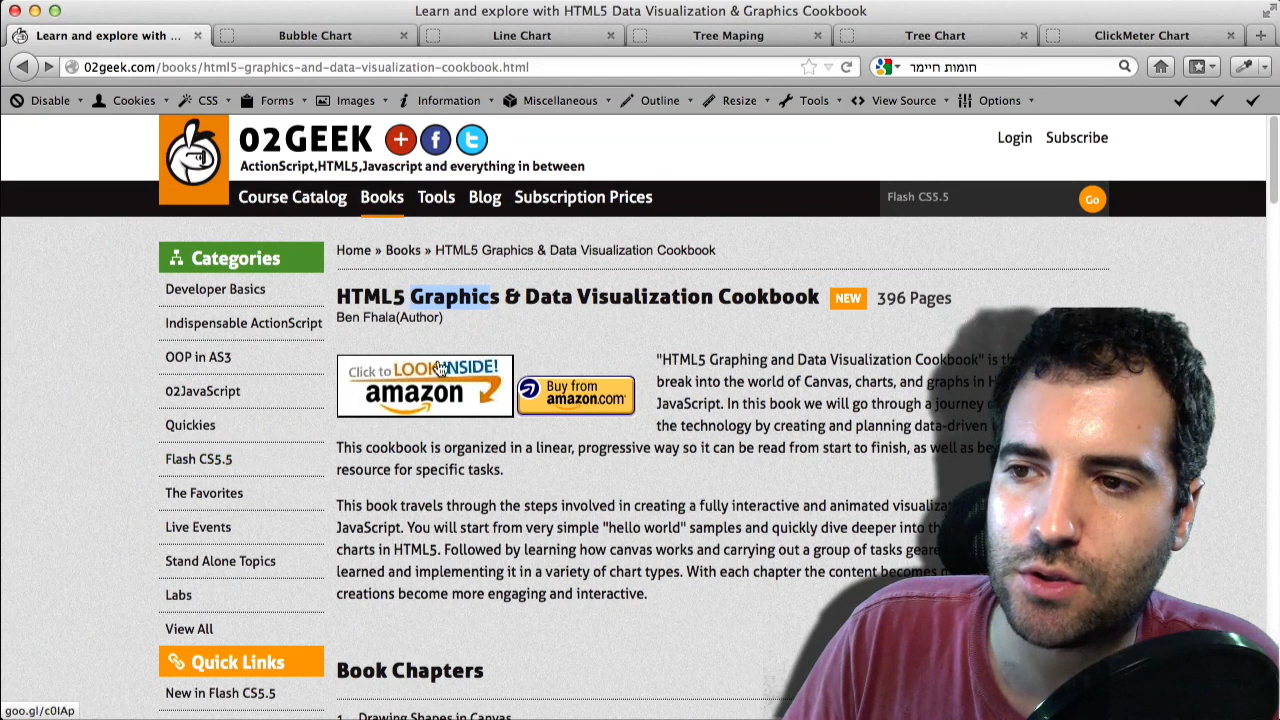 Learn and explore with HTML5 Data Visualization & Graphics Cookbook
Learn and explore with ...
Bubble Chart
Line Chart
Tree Maping
Tree Chart
ClickMeter Chart
02geek.com/books/html5-graphics-and-data-visualization-cookbook.html
חומות חיימר
Disable
Cookies
CSS
Forms
Images
Information
Miscellaneous
Outline
Resize
Tools
View Source
Options
02GEEK
ActionScript,HTML5,Javascript and everything in between
Login
Subscribe
Course Catalog
Books
Tools
Blog
Subscription Prices
Flash CS5.5
Go
Categories
Developer Basics
Indispensable ActionScript
OOP in AS3
02JavaScript
Quickies
Flash CS5.5
The Favorites
Live Events
Stand Alone Topics
Labs
View All
Quick Links
New in Flash CS5.5
Home » Books » HTML5 Graphics & Data Visualization Cookbook
HTML5 Graphics & Data Visualization Cookbook NEW 396 Pages
Ben Fhala(Author)
Click to LOOK INSIDE!
amazon
Buy from
amazon.com
"HTML5 Graphing and Data Visualization Cookbook" is
break into the world of Canvas, charts, and graphs in
JavaScript. In this book we will go through a journey
the technology by creating and planning data-driven
This cookbook is organized in a linear, progressive way so it can be read from start to finish, as well as
resource for specific tasks.
This book travels through the steps involved in creating a fully interactive and animated
JavaScript. You will start from very simple "hello world" samples and quickly dive deeper into
charts in HTML5. Followed by learning how canvas works and carrying out a group of tasks
learned and implementing it in a variety of chart types. With each chapter the content becomes
creations become more engaging and interactive.
Book Chapters
1. Drawing Shapes in Canvas
goo.gl/c0IAp